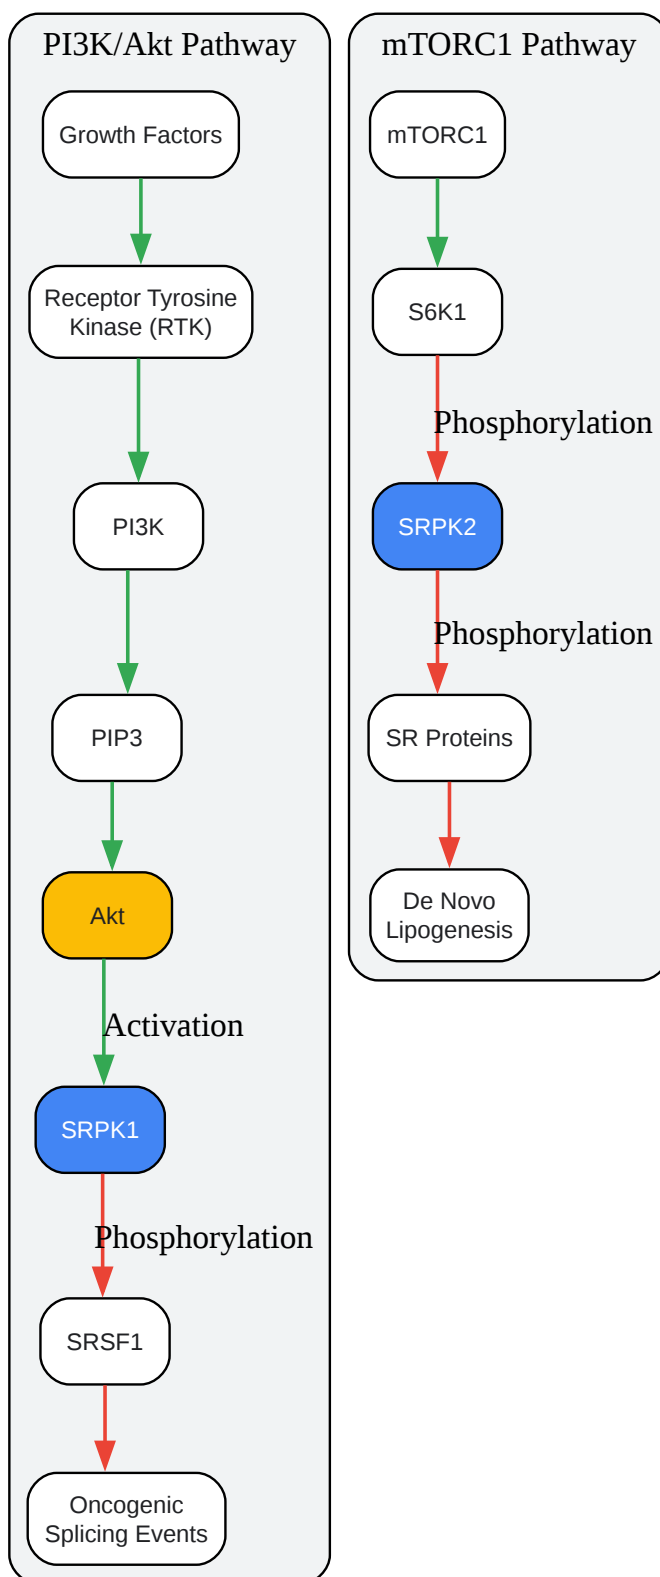 PI3K/Akt Pathway
Growth Factors
Receptor Tyrosine
Kinase (RTK)
PI3K
PIP3
Akt
Activation
SRPK1
Phosphorylation
SRSF1
Oncogenic
Splicing Events
mTORC1 Pathway
mTORC1
S6K1
Phosphorylation
SRPK2
Phosphorylation
SR Proteins
De Novo
Lipogenesis